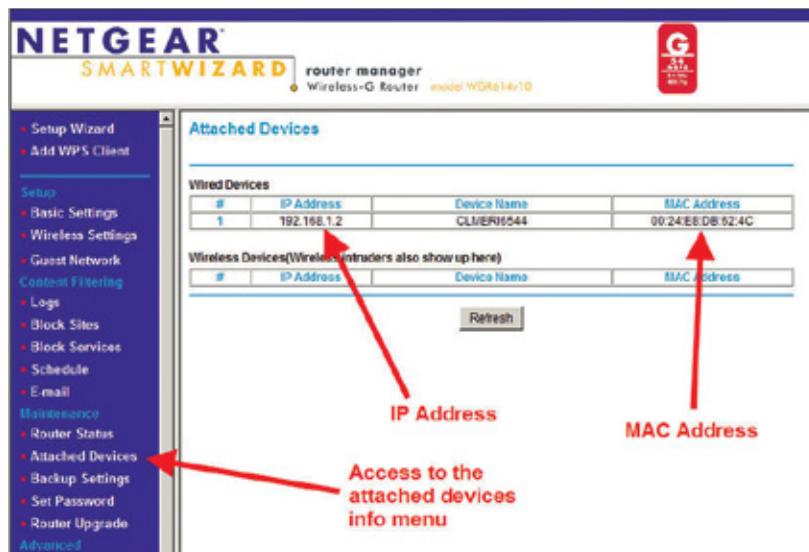 NETGEAR
SMARTWIZARD router manager
Wireless-G Router model WGR614v10
G
54
Setup Wizard
Add WPS Client
Setup
Basic Settings
Wireless Settings
Guest Network
Content Filtering
Logs
Block Sites
Block Services
Schedule
E-mail
Maintenance
Router Status
Attached Devices
Backup Settings
Set Password
Router Upgrade
Advanced
Attached Devices
Wired Devices
# IP Address Device Name MAC Address
1 192.168.1.2 CLMERI6544 00:24:E8:DB:52:4C
Wireless Devices(Wireless intruders also show up here)
# IP Address Device Name MAC Address
Refresh
IP Address
MAC Address
Access to the
attached devices
info menu